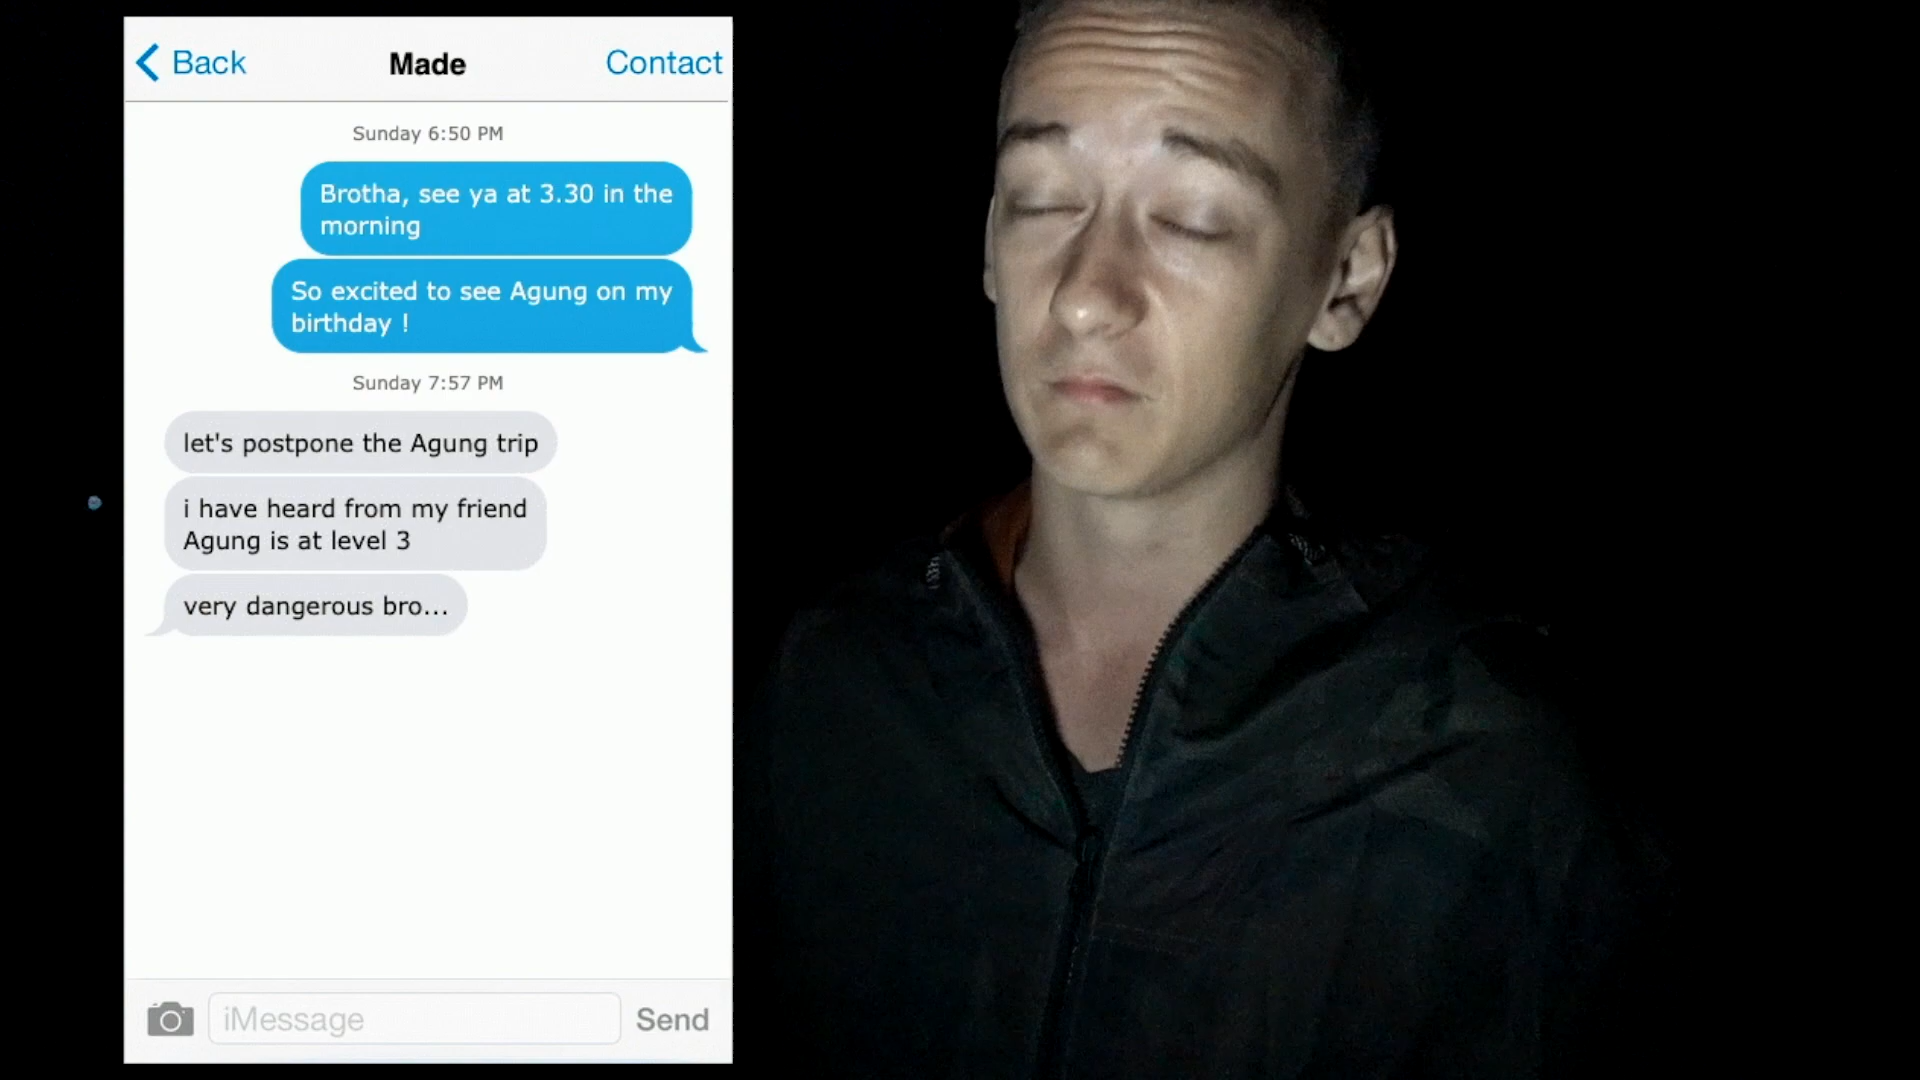 Back
Made
Contact
Sunday 6:50 PM
Brotha, see ya at 3.30 in the
morning
So excited to see Agung on my
birthday !
Sunday 7:57 PM
let's postpone the Agung trip
i have heard from my friend
Agung is at level 3
very dangerous bro...
iMessage
Send